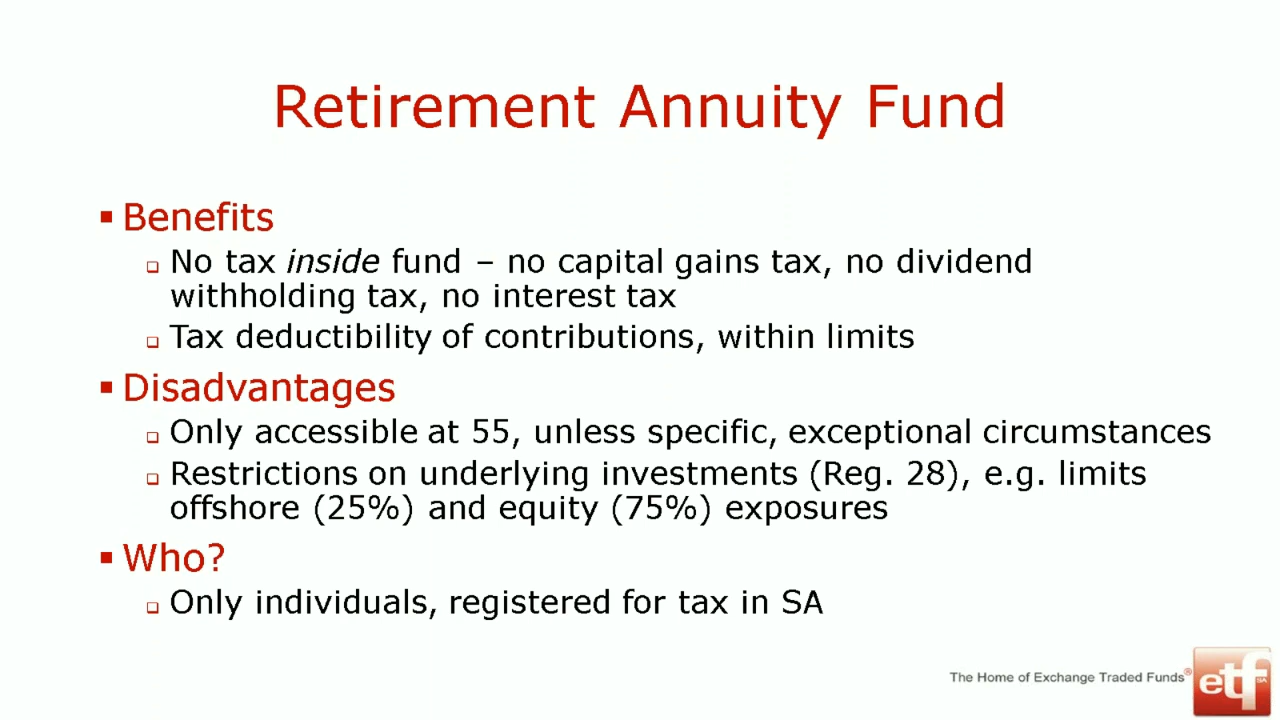 Retirement Annuity Fund
▪ Benefits
❑ No tax inside fund – no capital gains tax, no dividend
withholding tax, no interest tax
❑ Tax deductibility of contributions, within limits
▪ Disadvantages
❑ Only accessible at 55, unless specific, exceptional circumstances
❑ Restrictions on underlying investments (Reg. 28), e.g. limits
offshore (25%) and equity (75%) exposures
▪ Who?
❑ Only individuals, registered for tax in SA
The Home of Exchange Traded Funds®
etf SA